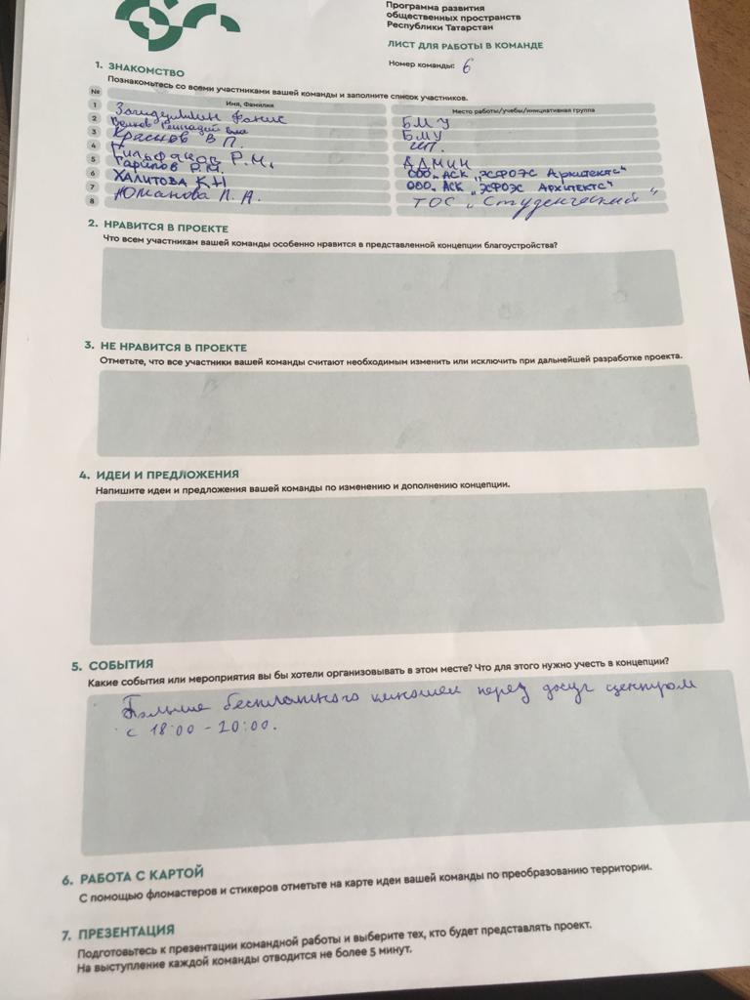 Программа развития
общественных пространств
Республики Татарстан
ЛИСТ ДЛЯ РАБОТЫ В КОМАНДЕ
Номер команды: 6
1. ЗНАКОМСТВО
Познакомьтесь со всеми участниками вашей команды и заполните список участников.
№ Имя, Фамилия Место работы/учебы/инициативная группа
1 Фанис БМУ
2 Волков Геннадий БМУ
3 Краснов В П.
4 Гильфанов Р.М. Админ
5 Гарипов Р.М. ООО „АСК „ЭСФОЭС Архитектс“
6 ХАЛИТОВА К.Н ООО „АСК „ЭСФОЭС АРХИТЕКТС“
7 Юманова Л. А. ТОС „Студенческий“
8
2. НРАВИТСЯ В ПРОЕКТЕ
Что всем участникам вашей команды особенно нравится в представленной концепции благоустройства?
3. НЕ НРАВИТСЯ В ПРОЕКТЕ
Отметьте, что все участники вашей команды считают необходимым изменить или исключить при дальнейшей разработке проекта.
4. ИДЕИ И ПРЕДЛОЖЕНИЯ
Напишите идеи и предложения вашей команды по изменению и дополнению концепции.
5. СОБЫТИЯ
Какие события или мероприятия вы бы хотели организовывать в этом месте? Что для этого нужно учесть в концепции?
Больше бесплатного перед досуг центром
с 18:00 - 20:00.
6. РАБОТА С КАРТОЙ
С помощью фломастеров и стикеров отметьте на карте идеи вашей команды по преобразованию территории.
7. ПРЕЗЕНТАЦИЯ
Подготовьтесь к презентации командной работы и выберите тех, кто будет представлять проект.
На выступление каждой команды отводится не более 5 минут.